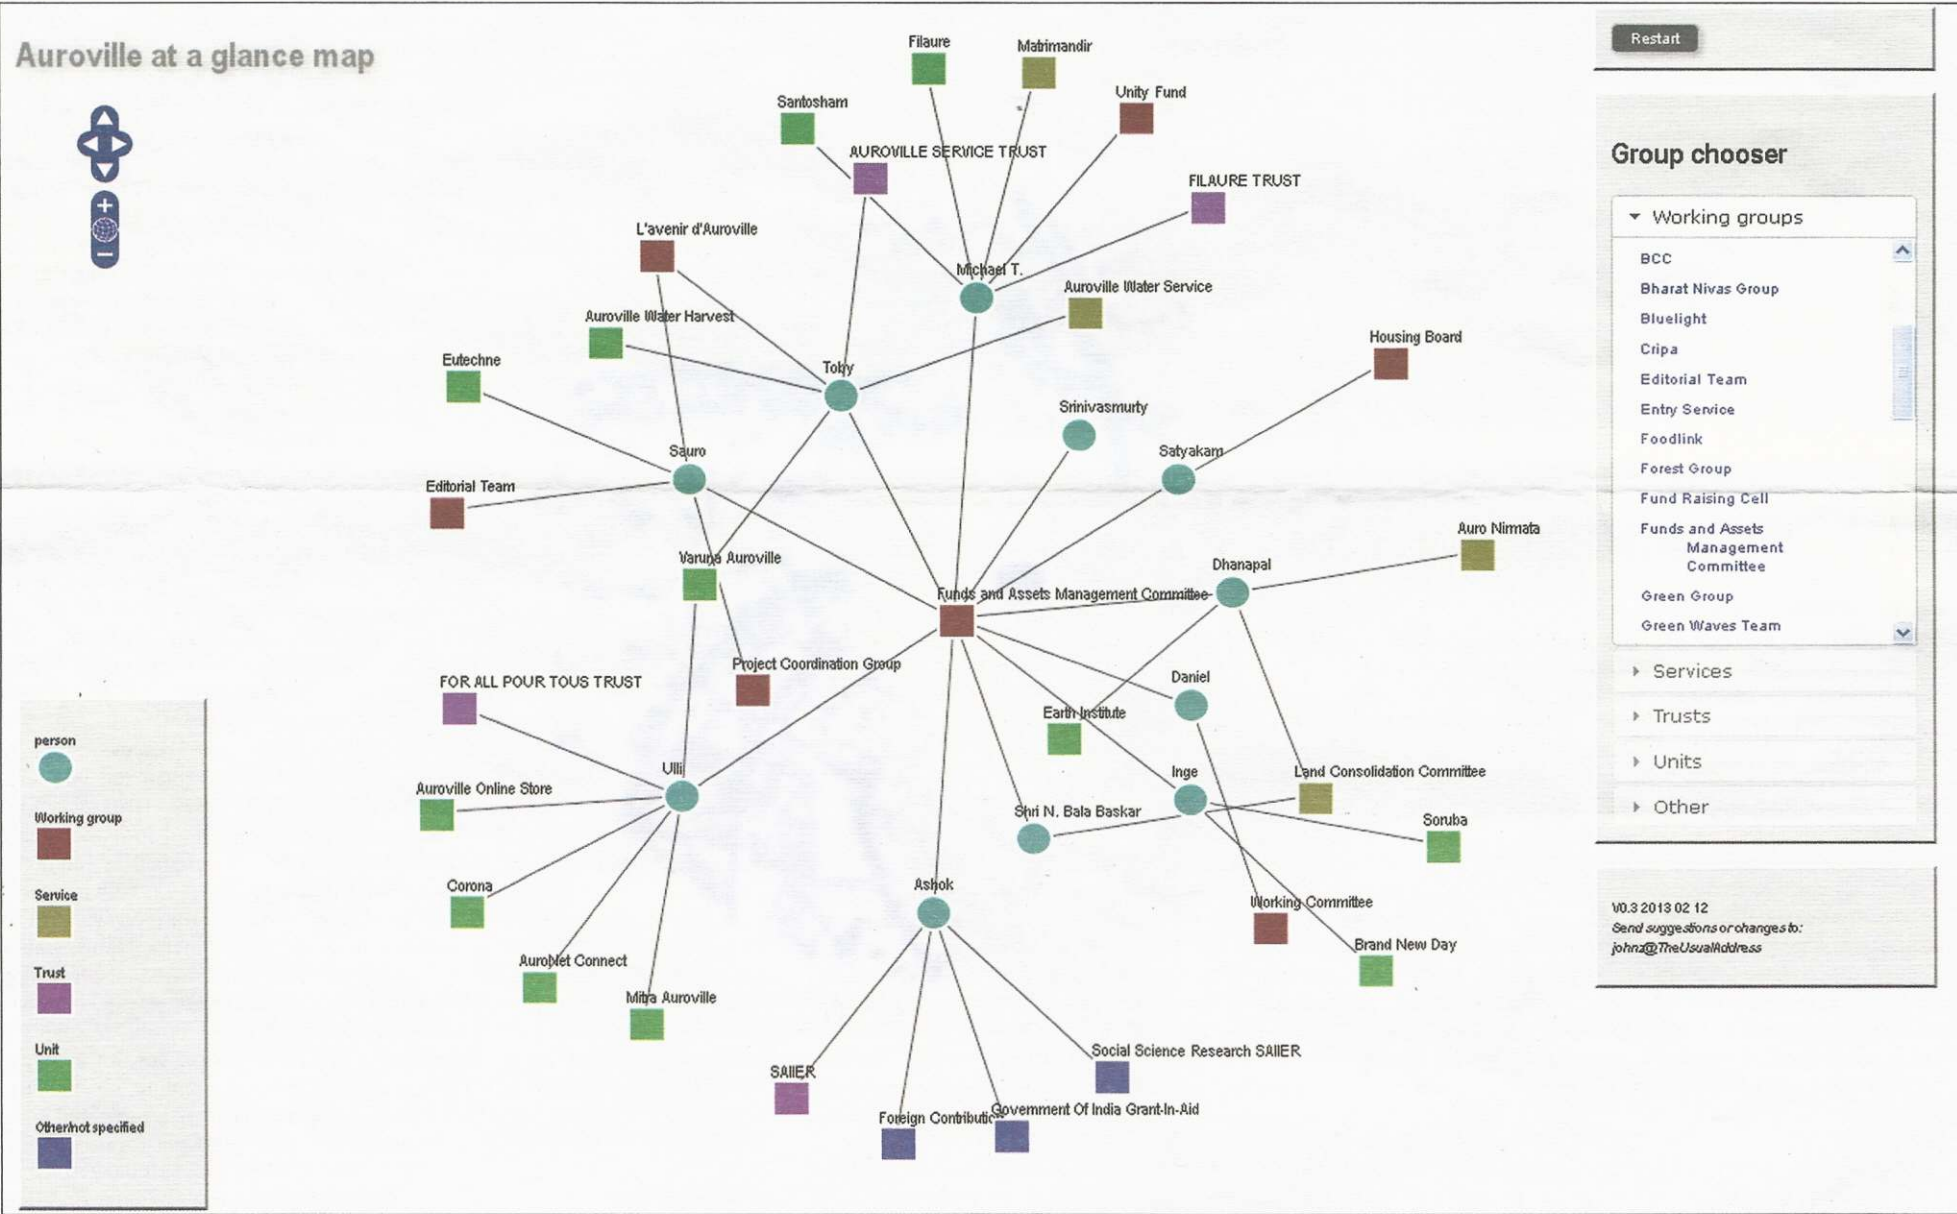 Auroville at a glance map
Filaure
Matrimandir
Unity Fund
Santosham
AUROVILLE SERVICE TRUST
FILAURE TRUST
L'avenir d'Auroville
Michael T.
Auroville Water Service
Auroville Water Harvest
Housing Board
Eutechne
Toby
Srinivasmurty
Sauro
Satyakam
Editorial Team
Auro Nirmata
Varuna Auroville
Dhanapal
Funds and Assets Management Committee
Project Coordination Group
FOR ALL POUR TOUS TRUST
Daniel
Earth Institute
Ulli
Inge
Land Consolidation Committee
Auroville Online Store
Shri N. Bala Baskar
Soruba
Corona
Ashok
Working Committee
Brand New Day
AuroNet Connect
Mitra Auroville
Social Science Research SAIIER
SAIIER
Foreign Contributio
Government Of India Grant-In-Aid
person
Working group
Service
Trust
Unit
Other/not specified
Restart
Group chooser
Working groups
BCC
Bharat Nivas Group
Bluelight
Cripa
Editorial Team
Entry Service
Foodlink
Forest Group
Fund Raising Cell
Funds and Assets
Management
Committee
Green Group
Green Waves Team
Services
Trusts
Units
Other
V0.3 2013 02 12
Send suggestions or changes to:
johnz@TheUsualAddress